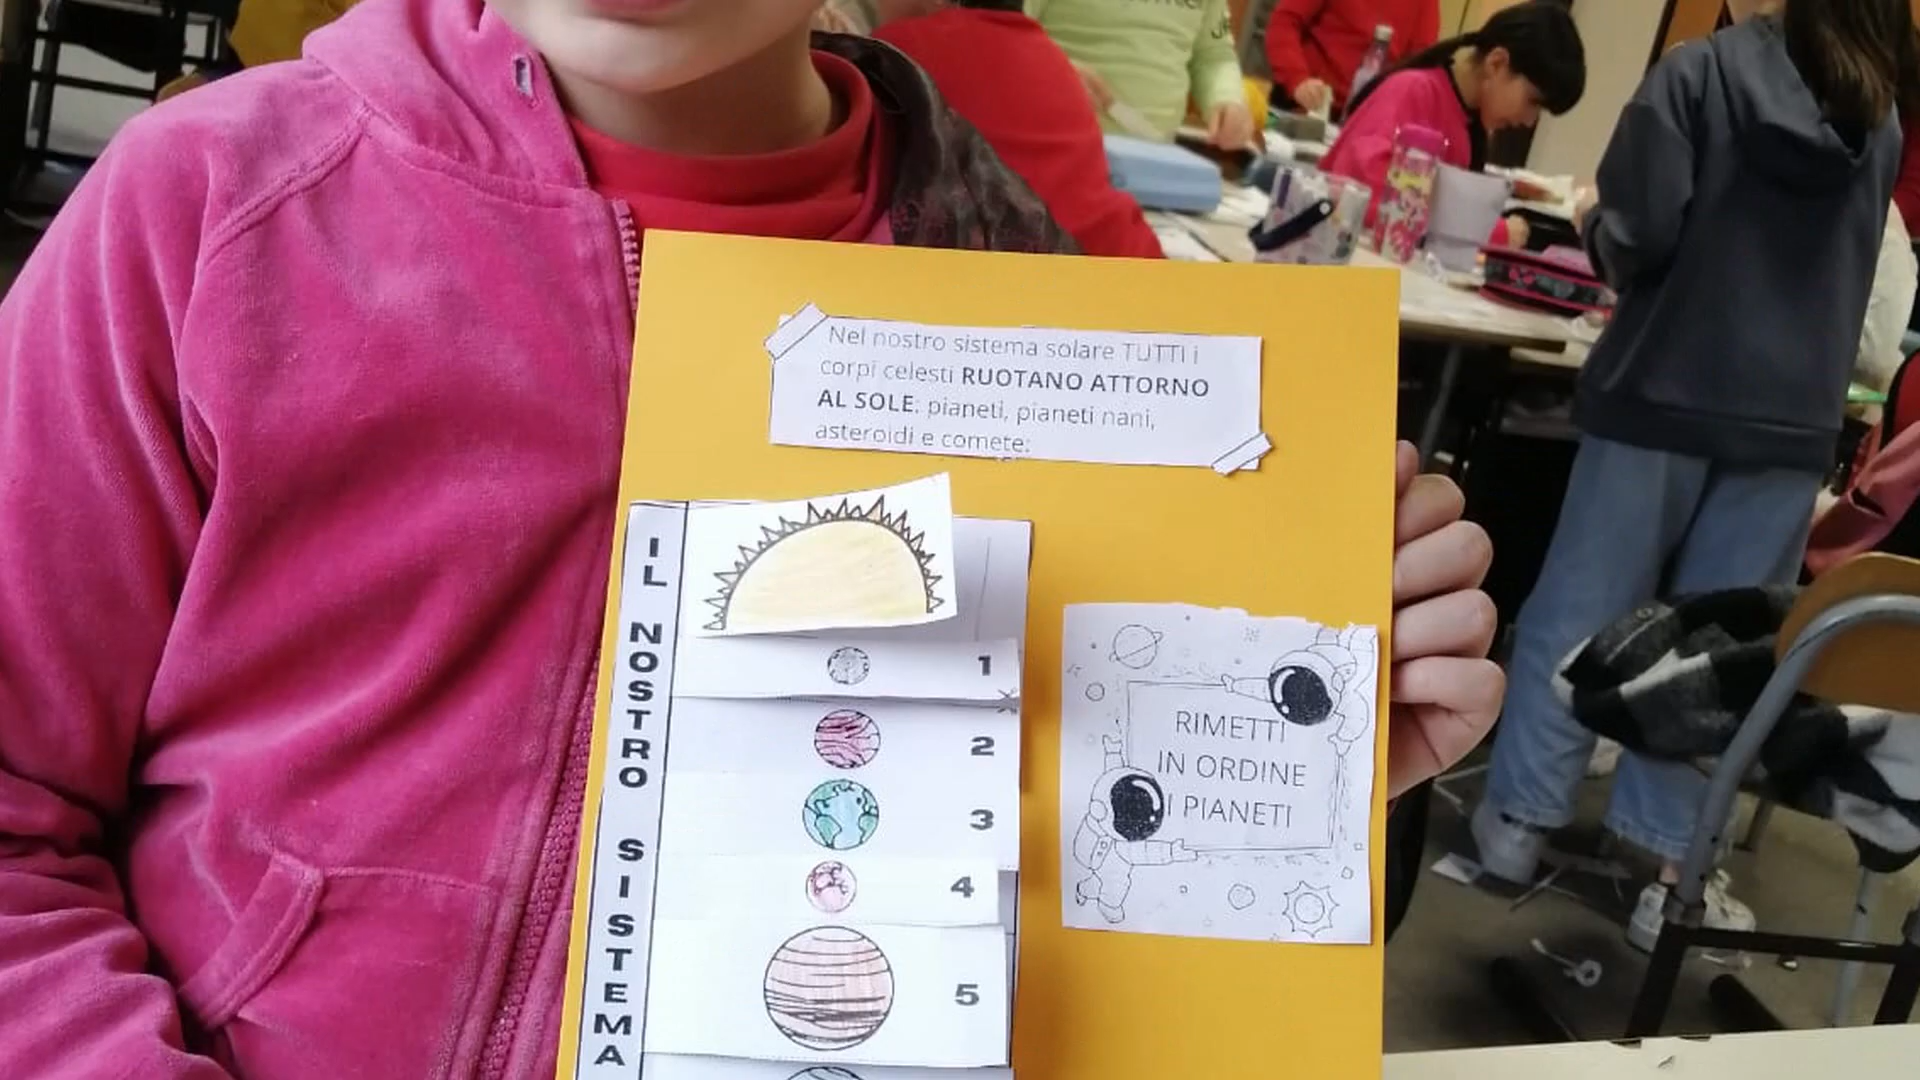 Nel nostro sistema solare TUTTI i
corpi celesti RUOTANO ATTORNO
AL SOLE: pianeti, pianeti nani,
asteroidi e comete:
IL NOSTRO SISTEMA
1
2
3
4
5
RIMETTI
IN ORDINE
I PIANETI